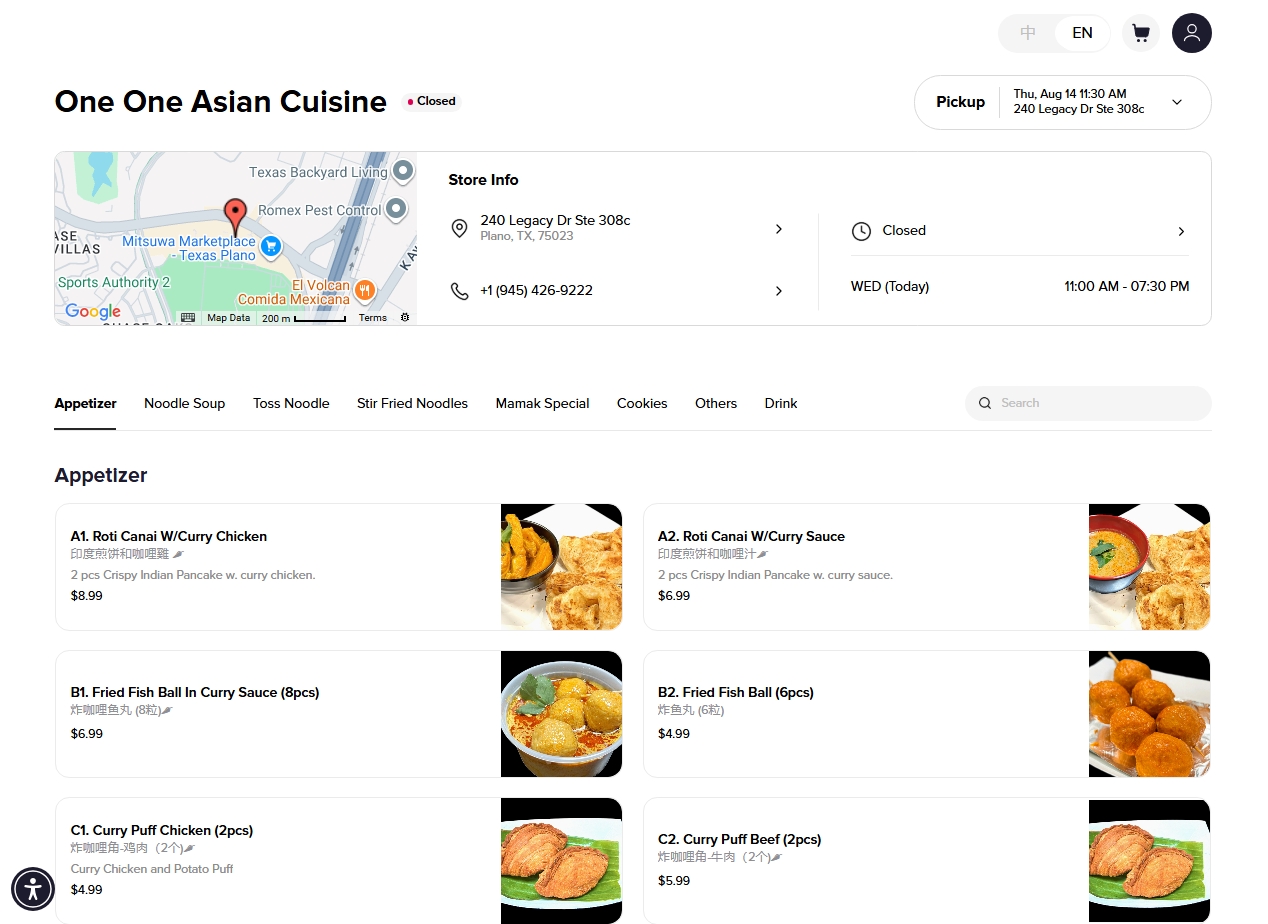 中 EN
One One Asian Cuisine
Closed
Pickup
Thu, Aug 14 11:30 AM
240 Legacy Dr Ste 308c
Texas Backyard Living
Romex Pest Control
ASE
VILLAS
Mitsuwa Marketplace
- Texas Plano
Sports Authority 2
El Volcan
Comida Mexicana
KAV
Google
Map Data
200 m
Terms
Store Info
240 Legacy Dr Ste 308c
Plano, TX, 75023
+1 (945) 426-9222
Closed
WED (Today)
11:00 AM - 07:30 PM
Appetizer
Noodle Soup
Toss Noodle
Stir Fried Noodles
Mamak Special
Cookies
Others
Drink
Search
Appetizer
A1. Roti Canai W/Curry Chicken
印度煎饼和咖哩雞🌶
2 pcs Crispy Indian Pancake w. curry chicken.
$8.99
A2. Roti Canai W/Curry Sauce
印度煎饼和咖哩汁🌶
2 pcs Crispy Indian Pancake w. curry sauce.
$6.99
B1. Fried Fish Ball In Curry Sauce (8pcs)
炸咖哩鱼丸 (8粒)🌶
$6.99
B2. Fried Fish Ball (6pcs)
炸鱼丸 (6粒)
$4.99
C1. Curry Puff Chicken (2pcs)
炸咖哩角-鸡肉（2个)🌶
Curry Chicken and Potato Puff
$4.99
C2. Curry Puff Beef (2pcs)
炸咖哩角-牛肉（2个)🌶
$5.99